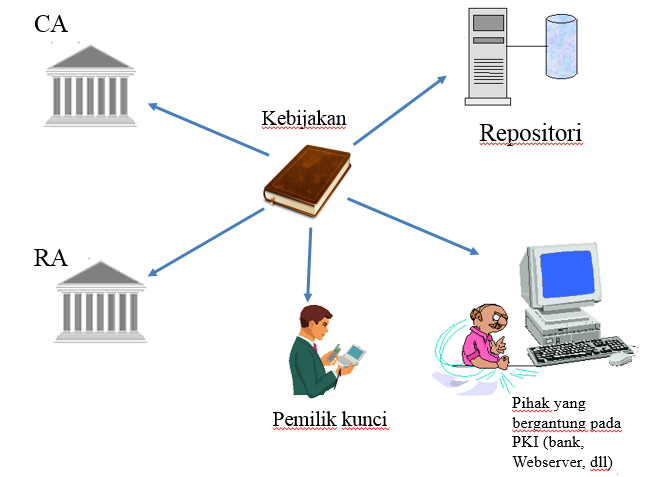 CA
Kebijakan
Repositori
RA
Pemilik kunci
Pihak yang
bergantung pada
PKI (bank,
Webserver, dll)